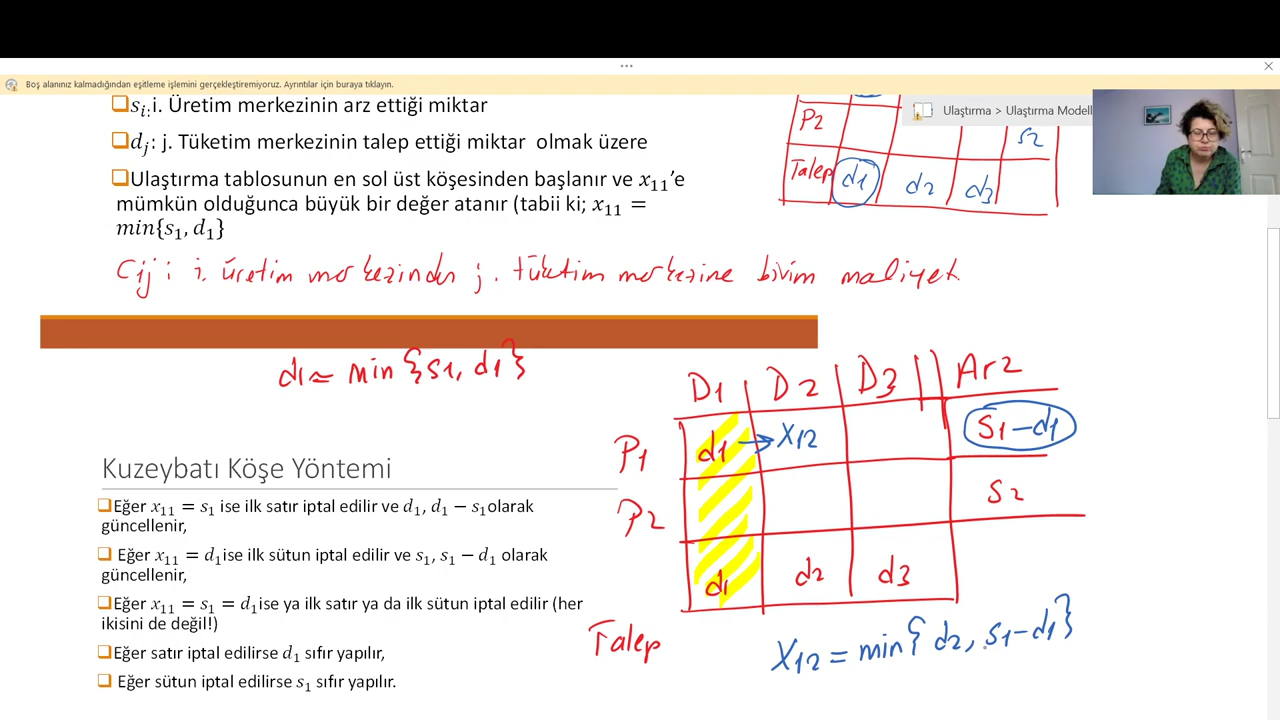 Boş alanınız kalmadığından eşitleme işlemini gerçekleştiremiyoruz. Ayrıntılar için buraya tıklayın.
Ulaştırma > Ulaştırma Modell
s_i: i. Üretim merkezinin arz ettiği miktar
d_j: j. Tüketim merkezinin talep ettiği miktar olmak üzere
Ulaştırma tablosunun en sol üst köşesinden başlanır ve x_11'e
mümkün olduğunca büyük bir değer atanır (tabii ki; x_11 =
min{s_1, d_1}
P2 s2
Talep d1 d2 d3
Cij : i. üretim merkezinden j. tüketim merkezine birim maliyet
d1 = min {s1, d1}
D1 D2 D3 Arz
P1 d1 → X12 S1-d1
P2 S2
d1 d2 d3
Talep
X12 = min{ d2, s1-d1}
Kuzeybatı Köşe Yöntemi
Eğer x_11 = s_1 ise ilk satır iptal edilir ve d_1, d_1 − s_1olarak
güncellenir,
Eğer x_11 = d_1ise ilk sütun iptal edilir ve s_1, s_1 − d_1 olarak
güncellenir,
Eğer x_11 = s_1 = d_1ise ya ilk satır ya da ilk sütun iptal edilir (her
ikisini de değil!)
Eğer satır iptal edilirse d_1 sıfır yapılır,
Eğer sütun iptal edilirse s_1 sıfır yapılır.